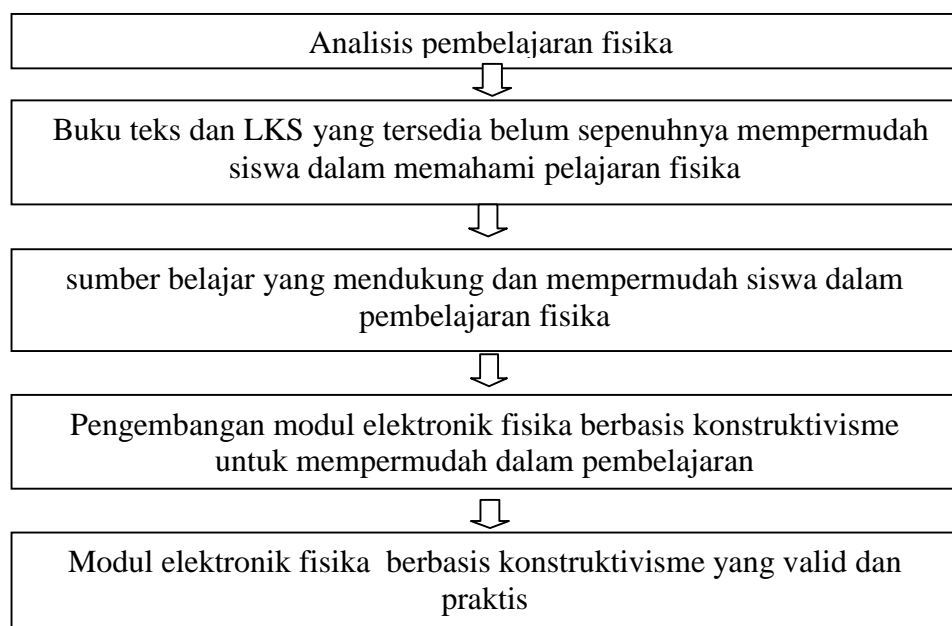 Analisis pembelajaran fisika
Buku teks dan LKS yang tersedia belum sepenuhnya mempermudah
siswa dalam memahami pelajaran fisika
sumber belajar yang mendukung dan mempermudah siswa dalam
pembelajaran fisika
Pengembangan modul elektronik fisika berbasis konstruktivisme
untuk mempermudah dalam pembelajaran
Modul elektronik fisika berbasis konstruktivisme yang valid dan
praktis